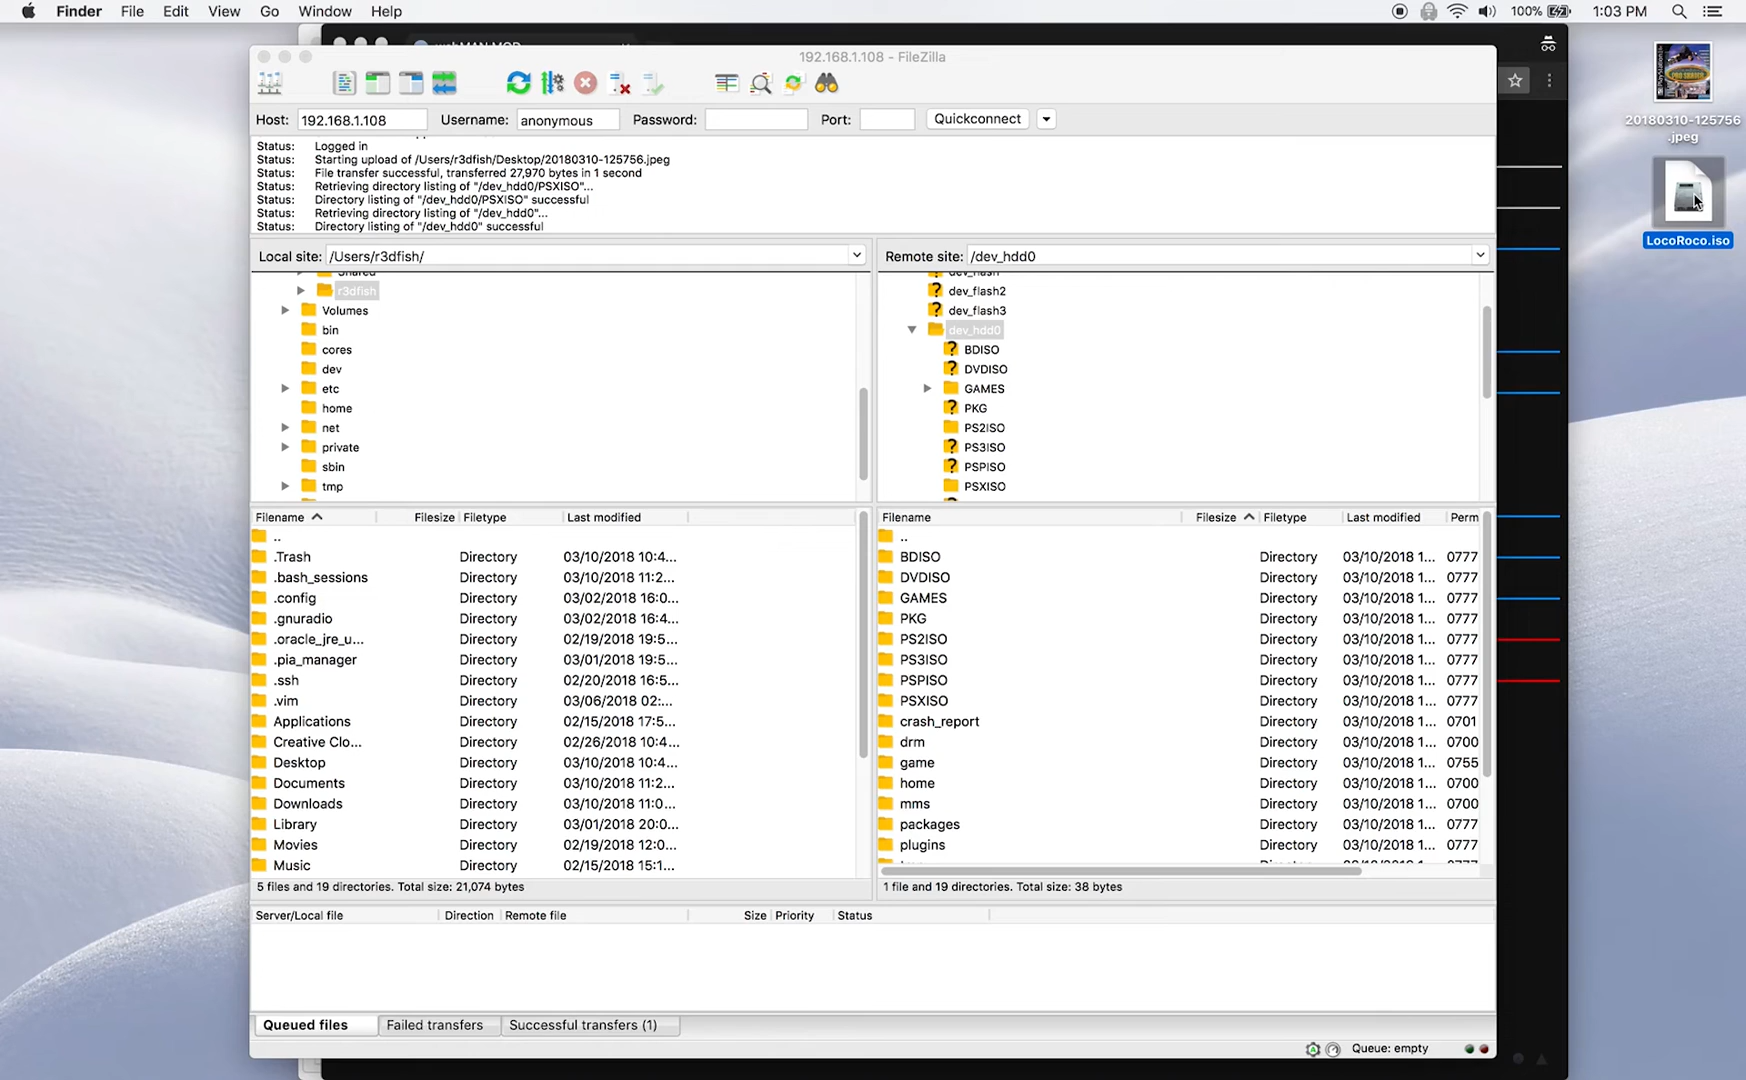 Finder File Edit View Go Window Help 100% 1:03 PM
192.168.1.108 - FileZilla
Host: 192.168.1.108 Username: anonymous Password: Port: Quickconnect
Status: Logged in
Status: Starting upload of /Users/r3dfish/Desktop/20180310-125756.jpeg
Status: File transfer successful, transferred 27,970 bytes in 1 second
Status: Retrieving directory listing of "/dev_hdd0/PSXISO"...
Status: Directory listing of "/dev_hdd0/PSXISO" successful
Status: Retrieving directory listing of "/dev_hdd0"...
Status: Directory listing of "/dev_hdd0" successful
20180310-125756
.jpeg
LocoRoco.iso
Local site: /Users/r3dfish/
Shared
r3dfish
Volumes
bin
cores
dev
etc
home
net
private
sbin
tmp
Remote site: /dev_hdd0
dev_flash
dev_flash2
dev_flash3
dev_hdd0
BDISO
DVDISO
GAMES
PKG
PS2ISO
PS3ISO
PSPISO
PSXISO
Filename Filesize Filetype Last modified
..
.Trash Directory 03/10/2018 10:4...
.bash_sessions Directory 03/10/2018 11:2...
.config Directory 03/02/2018 16:0...
.gnuradio Directory 03/02/2018 16:4...
.oracle_jre_u... Directory 02/19/2018 19:5...
.pia_manager Directory 03/01/2018 19:5...
.ssh Directory 02/20/2018 16:5...
.vim Directory 03/06/2018 02:...
Applications Directory 02/15/2018 17:5...
Creative Clo... Directory 02/26/2018 10:4...
Desktop Directory 03/10/2018 10:4...
Documents Directory 03/10/2018 11:2...
Downloads Directory 03/10/2018 11:0...
Library Directory 03/01/2018 20:0...
Movies Directory 02/19/2018 12:0...
Music Directory 02/15/2018 15:1...
5 files and 19 directories. Total size: 21,074 bytes
Filename Filesize Filetype Last modified Perm
..
BDISO Directory 03/10/2018 1... 0777
DVDISO Directory 03/10/2018 1... 0777
GAMES Directory 03/10/2018 1... 0777
PKG Directory 03/10/2018 1... 0777
PS2ISO Directory 03/10/2018 1... 0777
PS3ISO Directory 03/10/2018 1... 0777
PSPISO Directory 03/10/2018 1... 0777
PSXISO Directory 03/10/2018 1... 0777
crash_report Directory 03/10/2018 1... 0701
drm Directory 03/10/2018 1... 0700
game Directory 03/10/2018 1... 0755
home Directory 03/10/2018 1... 0700
mms Directory 03/10/2018 1... 0700
packages Directory 03/10/2018 1... 0777
plugins Directory 03/10/2018 1... 0777
1 file and 19 directories. Total size: 38 bytes
Server/Local file Direction Remote file Size Priority Status
Queued files Failed transfers Successful transfers (1)
Queue: empty